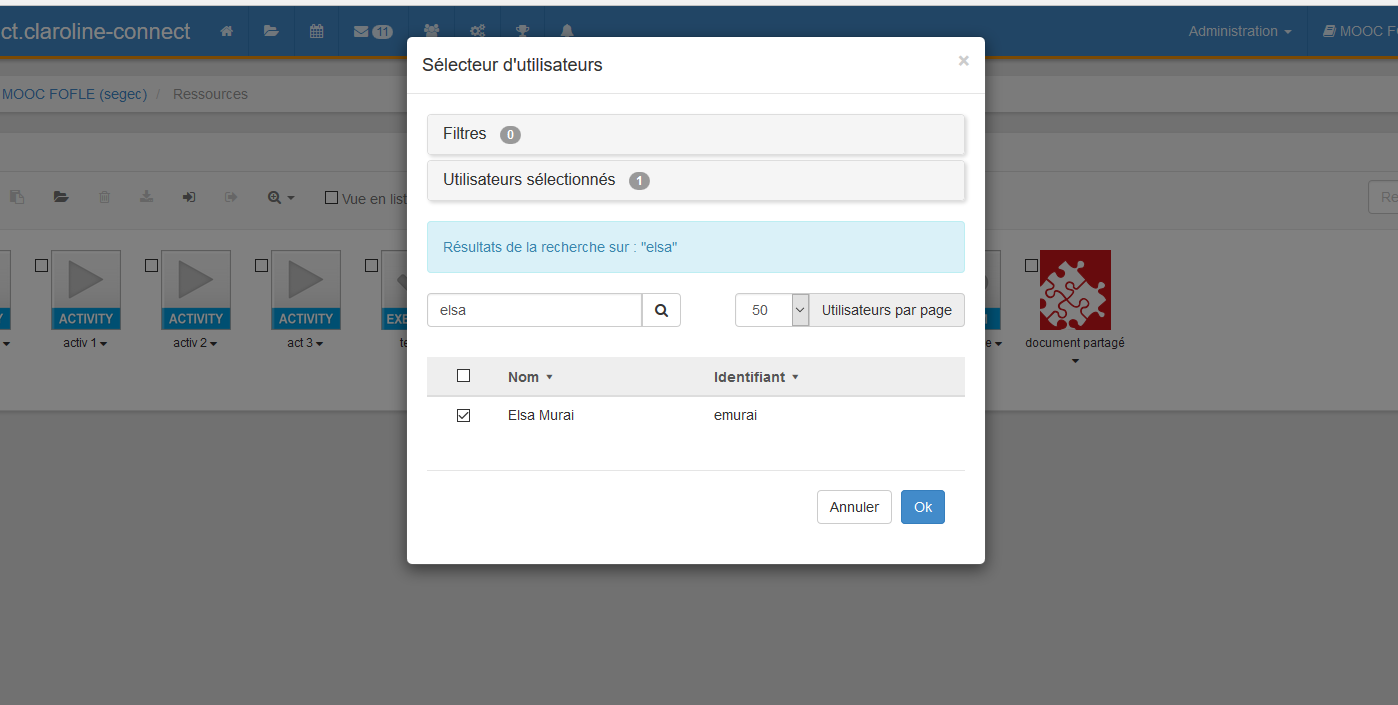 ct.claroline-connect 11 Administration MOOC FO
MOOC FOFLE (segec) / Ressources
Sélecteur d'utilisateurs ×
Filtres 0
Utilisateurs sélectionnés 1
Vue en list
Re
Résultats de la recherche sur : "elsa"
elsa 50 Utilisateurs par page
ACTIVITY ACTIVITY ACTIVITY EXE
activ 1 activ 2 act 3 te e document partagé
Nom Identifiant
Elsa Murai emurai
Annuler Ok